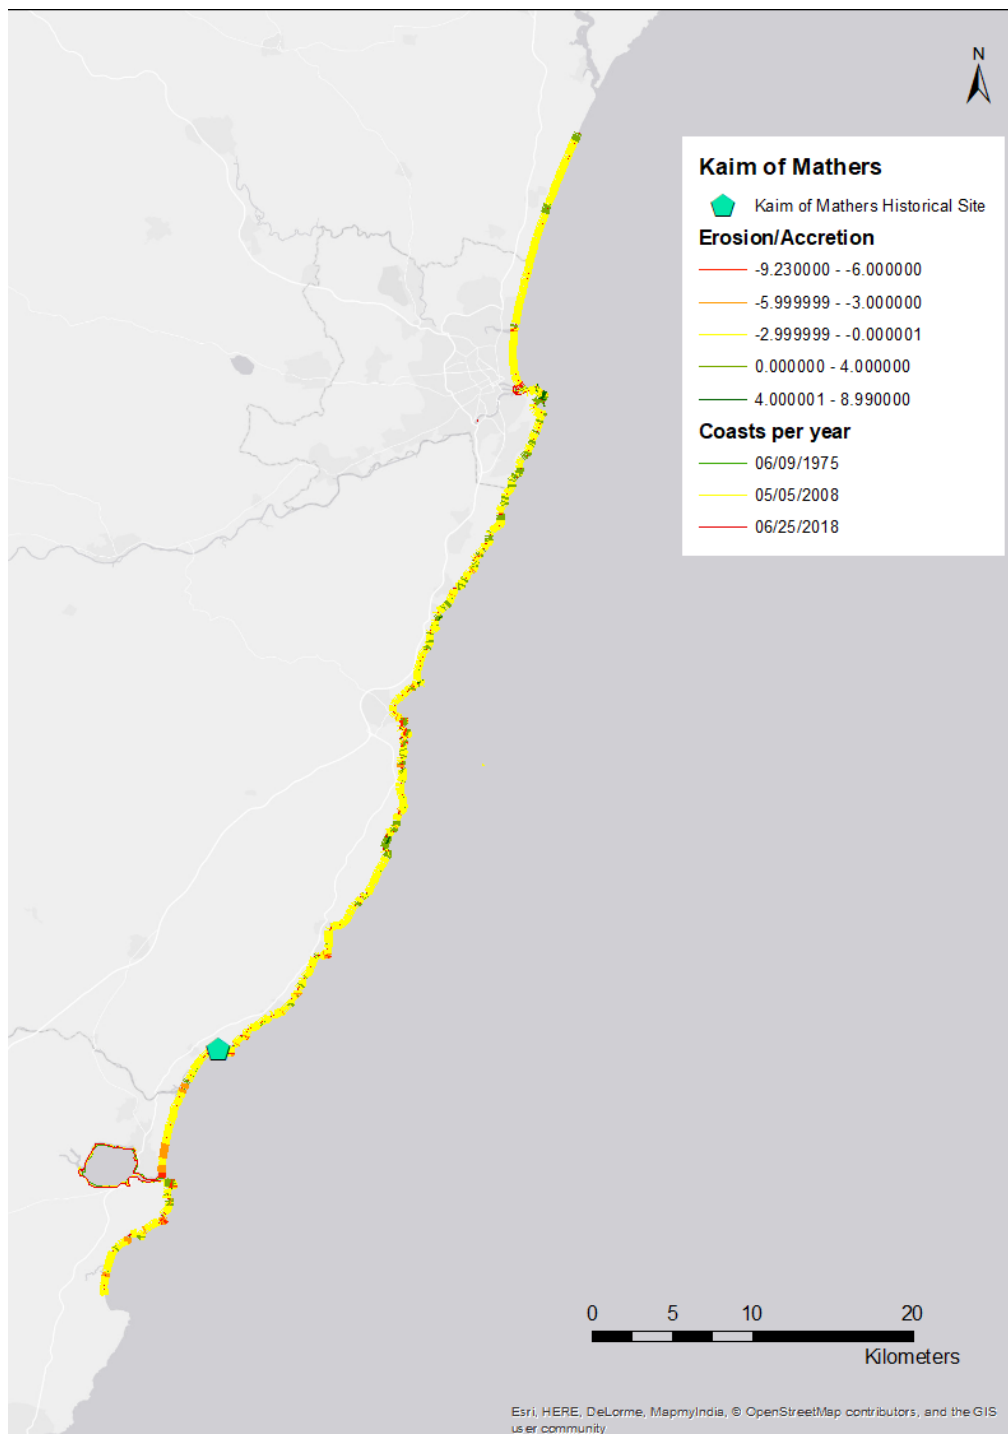 N
Kaim of Mathers
Kaim of Mathers Historical Site
Erosion/Accretion
-9.230000 - -6.000000
-5.999999 - -3.000000
-2.999999 - -0.000001
0.000000 - 4.000000
4.000001 - 8.990000
Coasts per year
06/09/1975
05/05/2008
06/25/2018
0 5 10 20
Kilometers
Esri, HERE, DeLorme, MapmyIndia, © OpenStreetMap contributors, and the GIS
user community